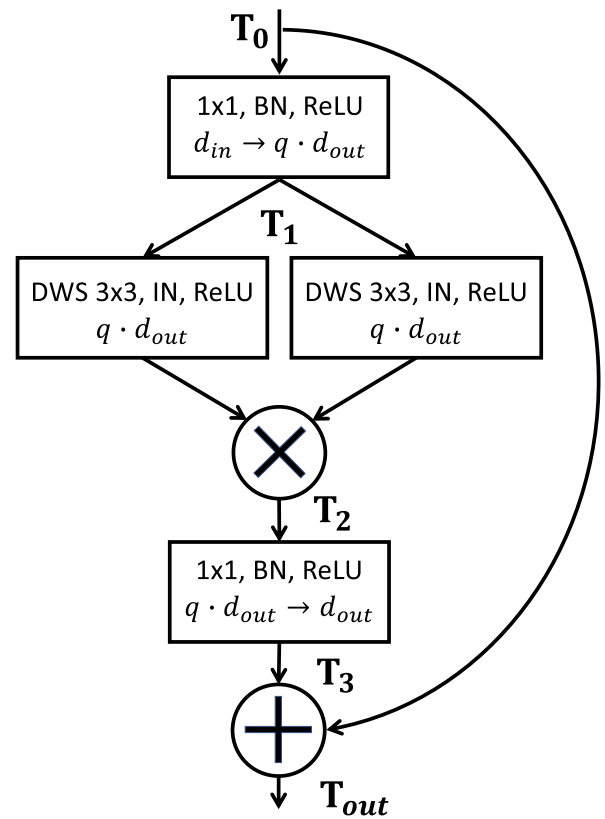 T₀
1x1, BN, ReLU
d_in → q · d_out
T₁
DWS 3x3, IN, ReLU
q · d_out
DWS 3x3, IN, ReLU
q · d_out
T₂
1x1, BN, ReLU
q · d_out → d_out
T₃
T_out